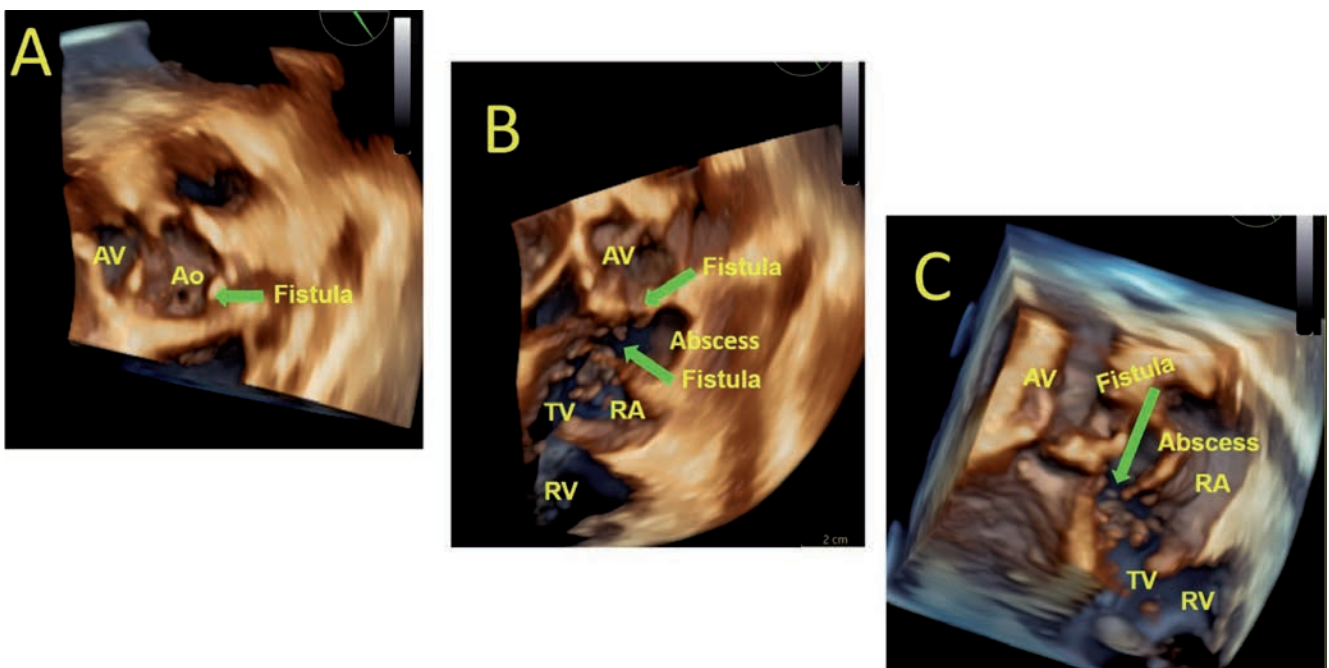 A
AV
Ao
Fistula
B
AV
Fistula
Abscess
Fistula
TV
RA
RV
2 cm
C
AV
Fistula
Abscess
RA
TV
RV